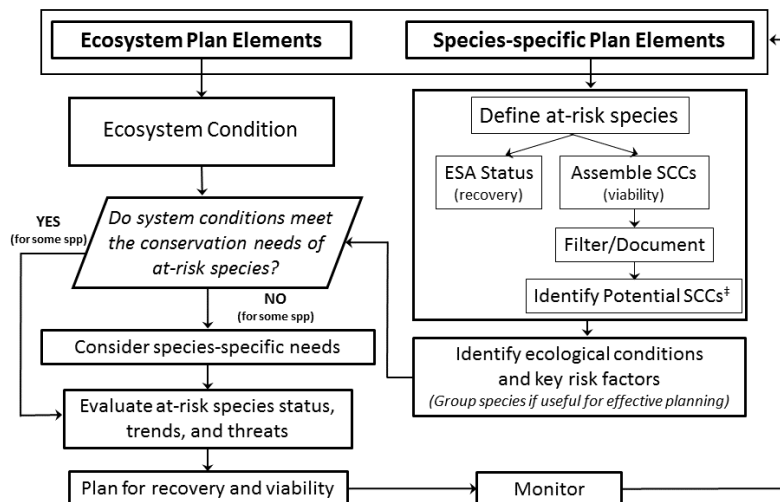 Ecosystem Plan Elements
Species-specific Plan Elements
Ecosystem Condition
Define at-risk species
ESA Status
(recovery)
Assemble SCCs
(viability)
Filter/Document
Identify Potential SCCs‡
YES
(for some spp)
Do system conditions meet
the conservation needs of
at-risk species?
NO
(for some spp)
Consider species-specific needs
Identify ecological conditions
and key risk factors
(Group species if useful for effective planning)
Evaluate at-risk species status,
trends, and threats
Plan for recovery and viability
Monitor